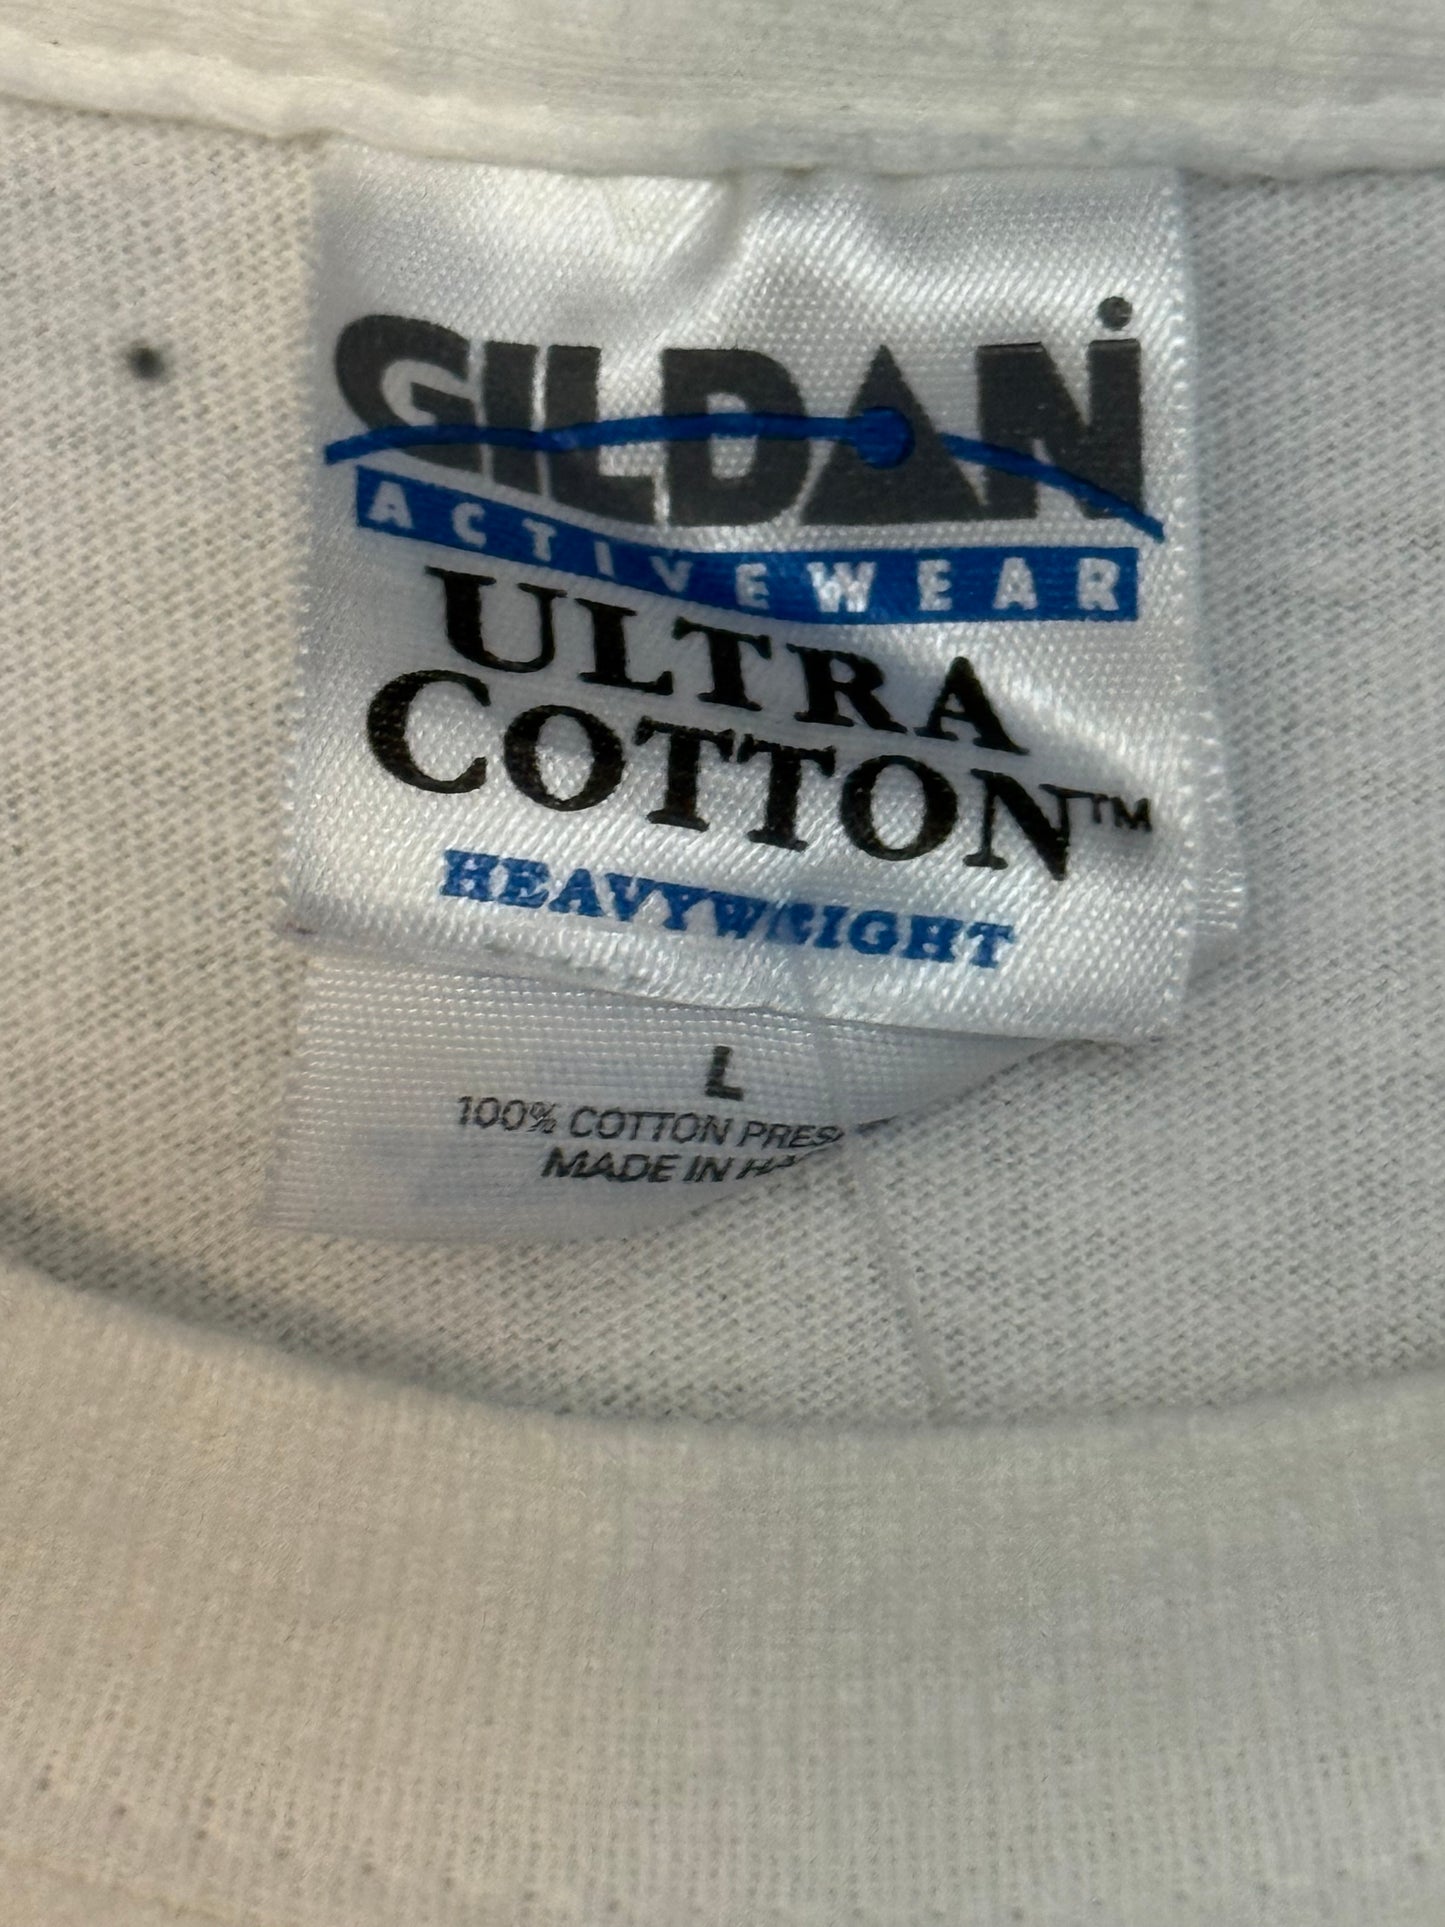 GILDAN
ACTIVEWEAR
ULTRA
COTTON™
HEAVYWEIGHT
L
100% COTTON
MADE IN